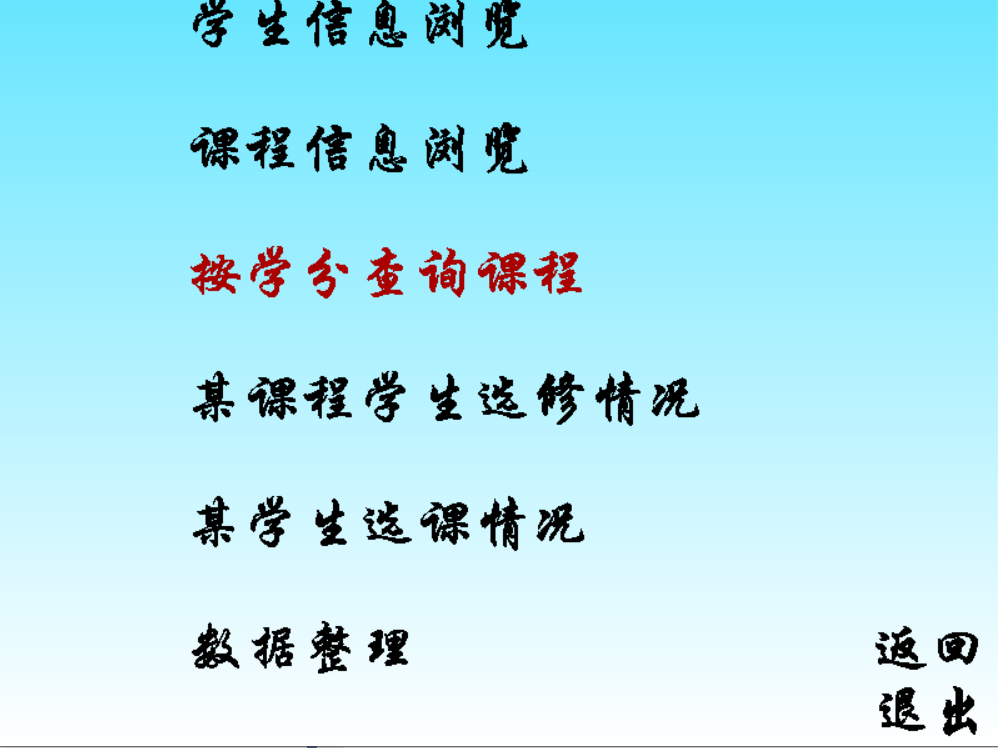 学生信息浏览
课程信息浏览
按学分查询课程
某课程学生选修情况
某学生选课情况
数据整理
返回
退出